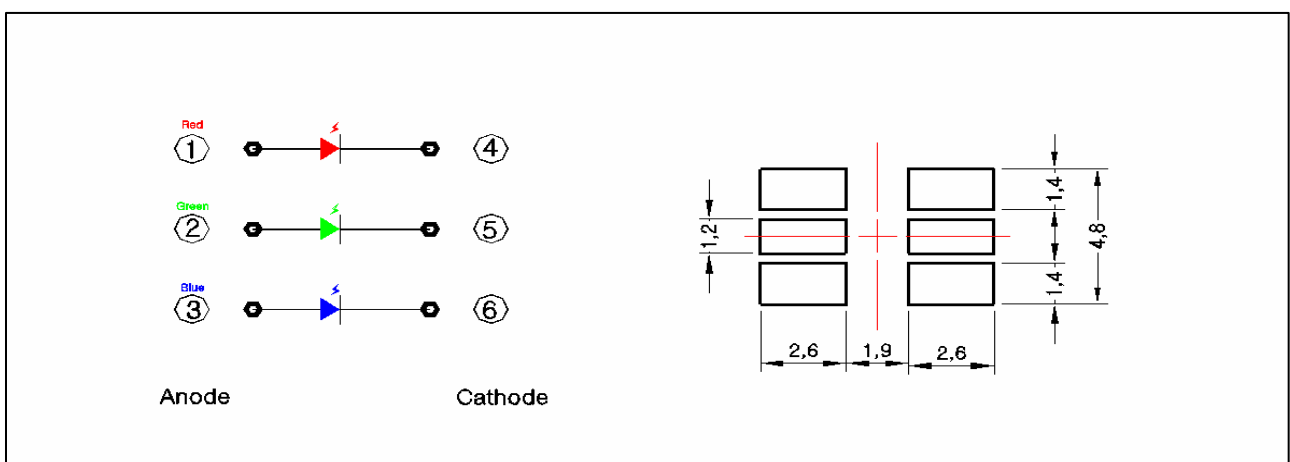 Red
1 4
Green
2 5
Blue
3 6
Anode Cathode
1,2
1,4
4,8
1,4
2,6 1,9 2,6